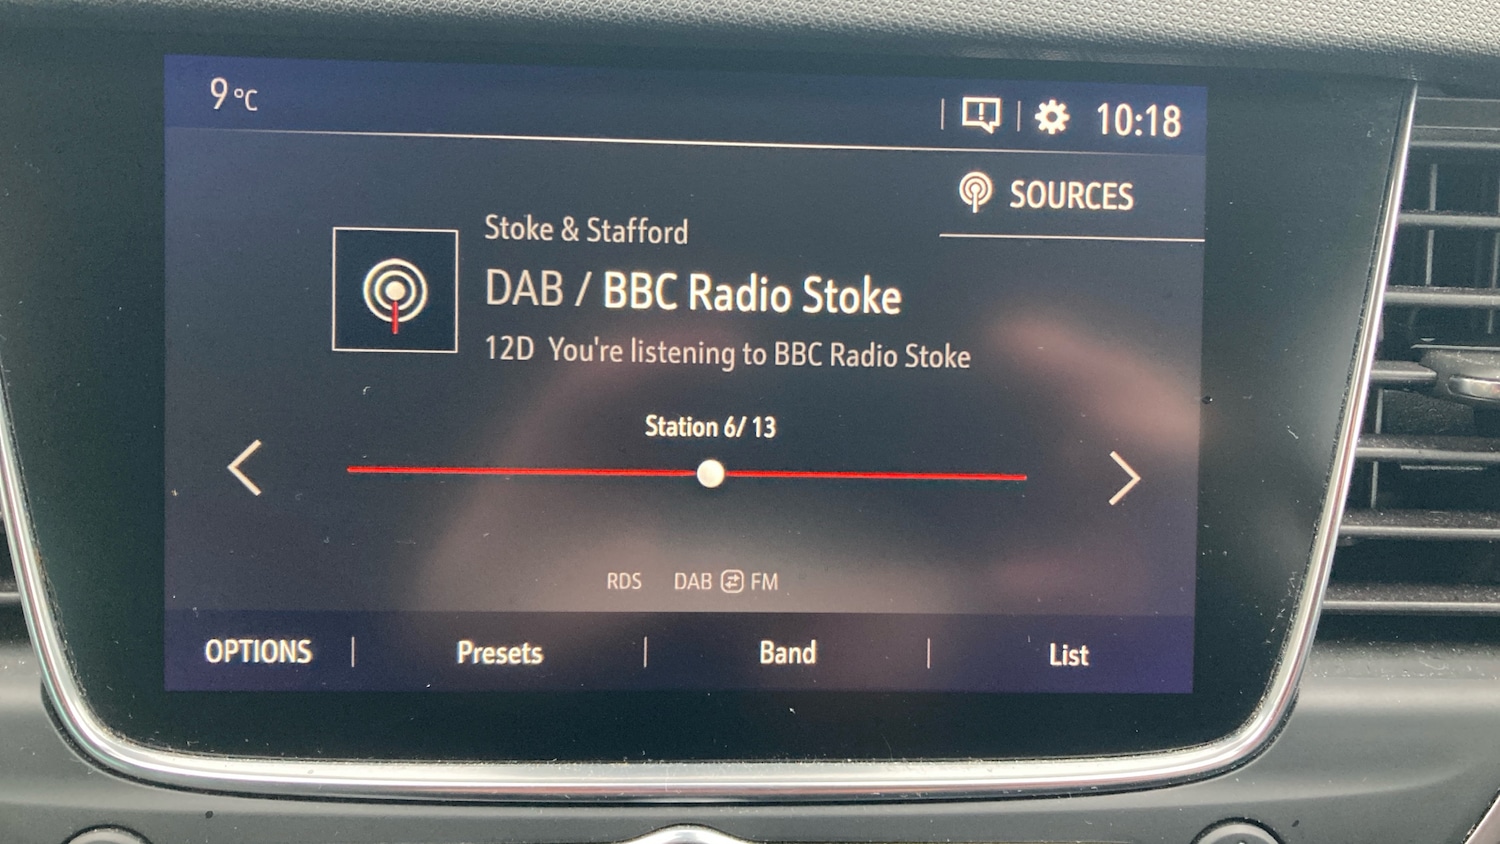 9°C
10:18
SOURCES
Stoke & Stafford
DAB / BBC Radio Stoke
12D You're listening to BBC Radio Stoke
Station 6/ 13
RDS DAB FM
OPTIONS | Presets | Band | List